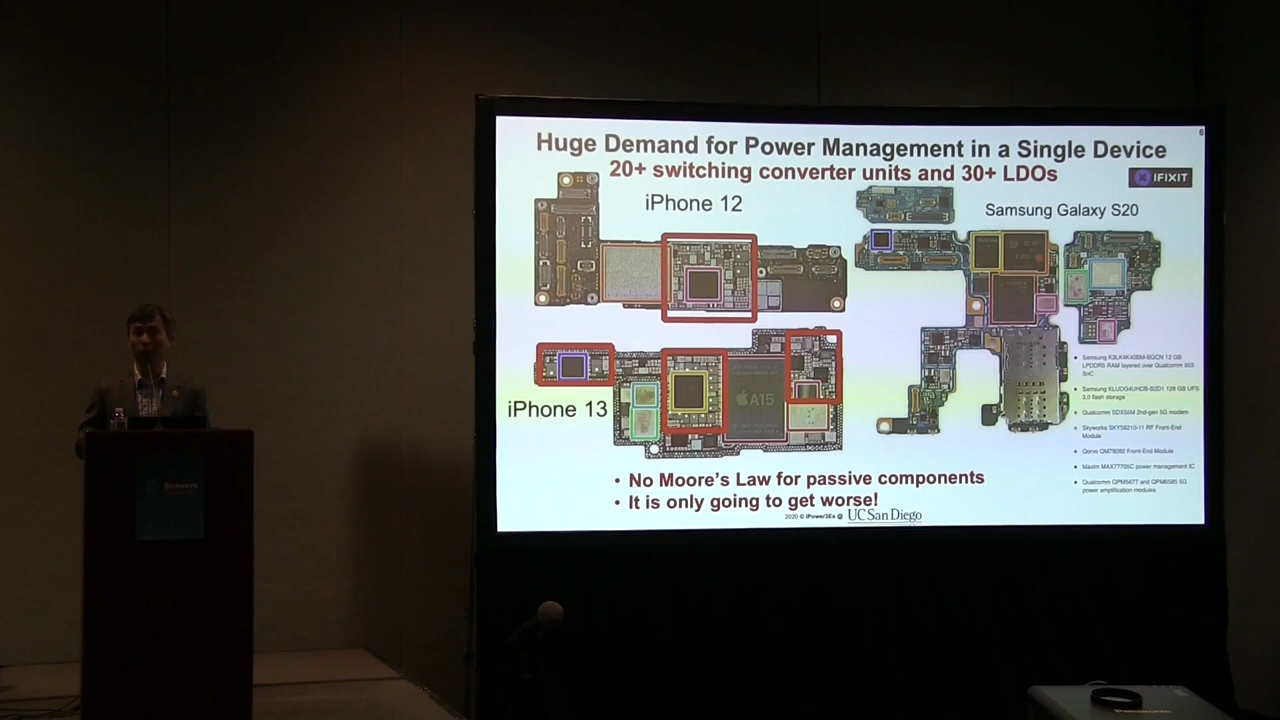 6
Huge Demand for Power Management in a Single Device
20+ switching converter units and 30+ LDOs
IFIXIT
iPhone 12
Samsung Galaxy S20
A15
iPhone 13
Samsung K3LK4K40BM-BGCN 12 GB
LPDDR5 RAM layered over Qualcomm 865
SoC
Samsung KLUDG4UHDB-B2D1 128 GB UFS
3.0 flash storage
Qualcomm SDX55M 2nd-gen 5G modem
Skyworks SKY58210-11 RF Front-End
Module
Qorvo QM78092 Front-End Module
Maxim MAX77705C power management IC
Qualcomm QPM5677 and QPM6585 5G
power amplification modules
• No Moore's Law for passive components
• It is only going to get worse!
2020 © iPower3Es @ UC San Diego
Sensors